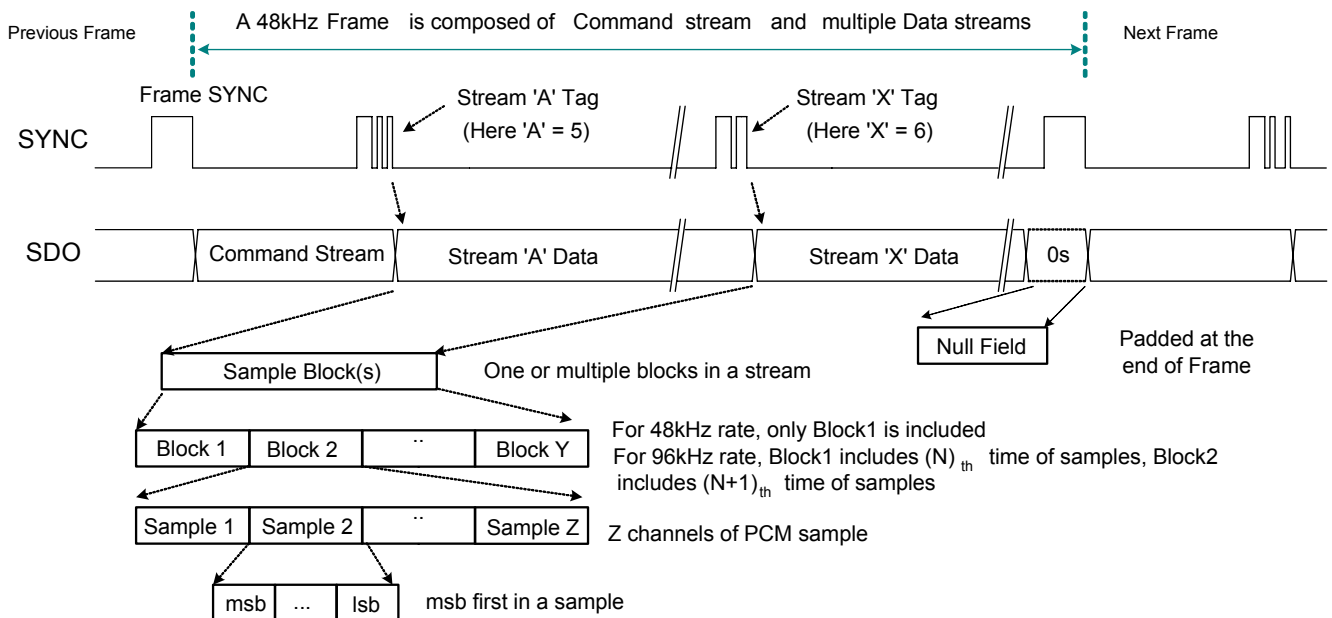 Previous Frame
A 48kHz Frame is composed of Command stream and multiple Data streams
Next Frame
Frame SYNC
Stream 'A' Tag
(Here 'A' = 5)
Stream 'X' Tag
(Here 'X' = 6)
SYNC
SDO
Command Stream
Stream 'A' Data
Stream 'X' Data
0s
Null Field
Padded at the
end of Frame
Sample Block(s)
One or multiple blocks in a stream
Block 1
Block 2
..
Block Y
For 48kHz rate, only Block1 is included
For 96kHz rate, Block1 includes (N) th time of samples, Block2
includes (N+1)th time of samples
Sample 1
Sample 2
..
Sample Z
Z channels of PCM sample
msb
...
lsb
msb first in a sample